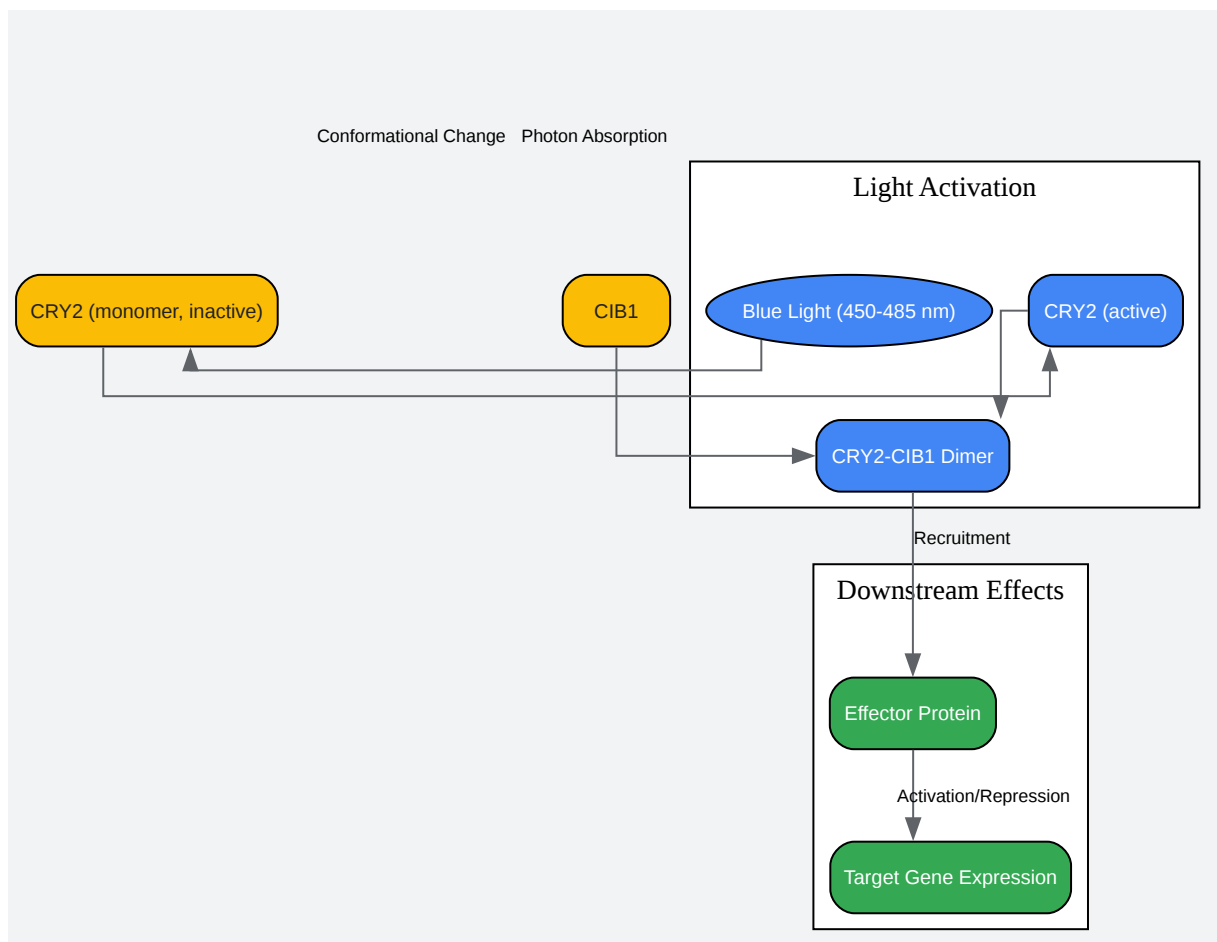 Conformational Change
Photon Absorption
Light Activation
CRY2 (monomer, inactive)
CIB1
Blue Light (450-485 nm)
CRY2 (active)
CRY2-CIB1 Dimer
Recruitment
Downstream Effects
Effector Protein
Activation/Repression
Target Gene Expression